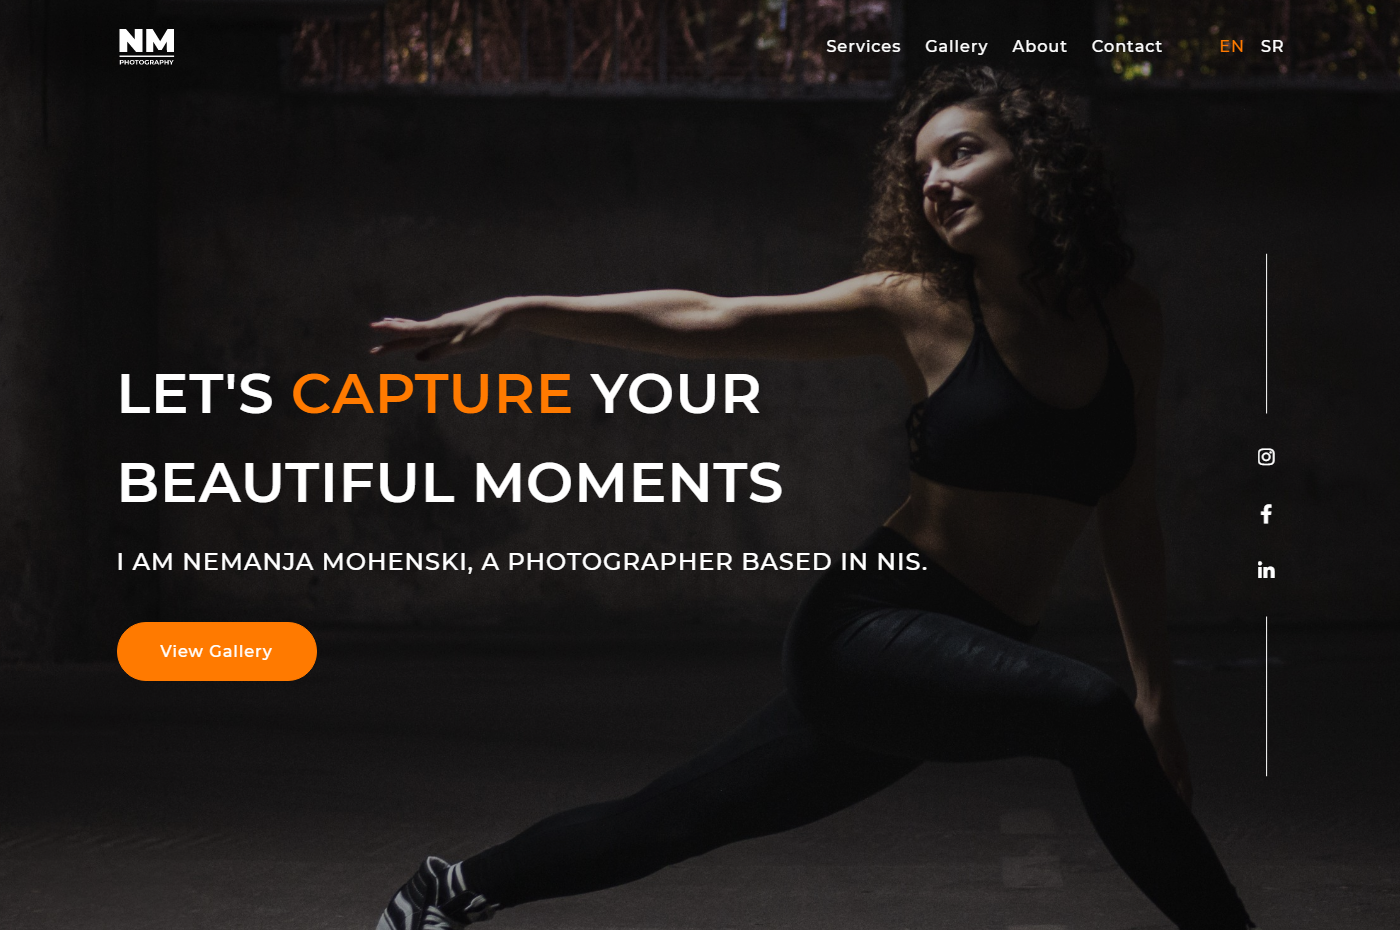 NM
PHOTOGRAPHY
Services Gallery About Contact EN SR
LET'S CAPTURE YOUR
BEAUTIFUL MOMENTS
I AM NEMANJA MOHENSKI, A PHOTOGRAPHER BASED IN NIS.
View Gallery